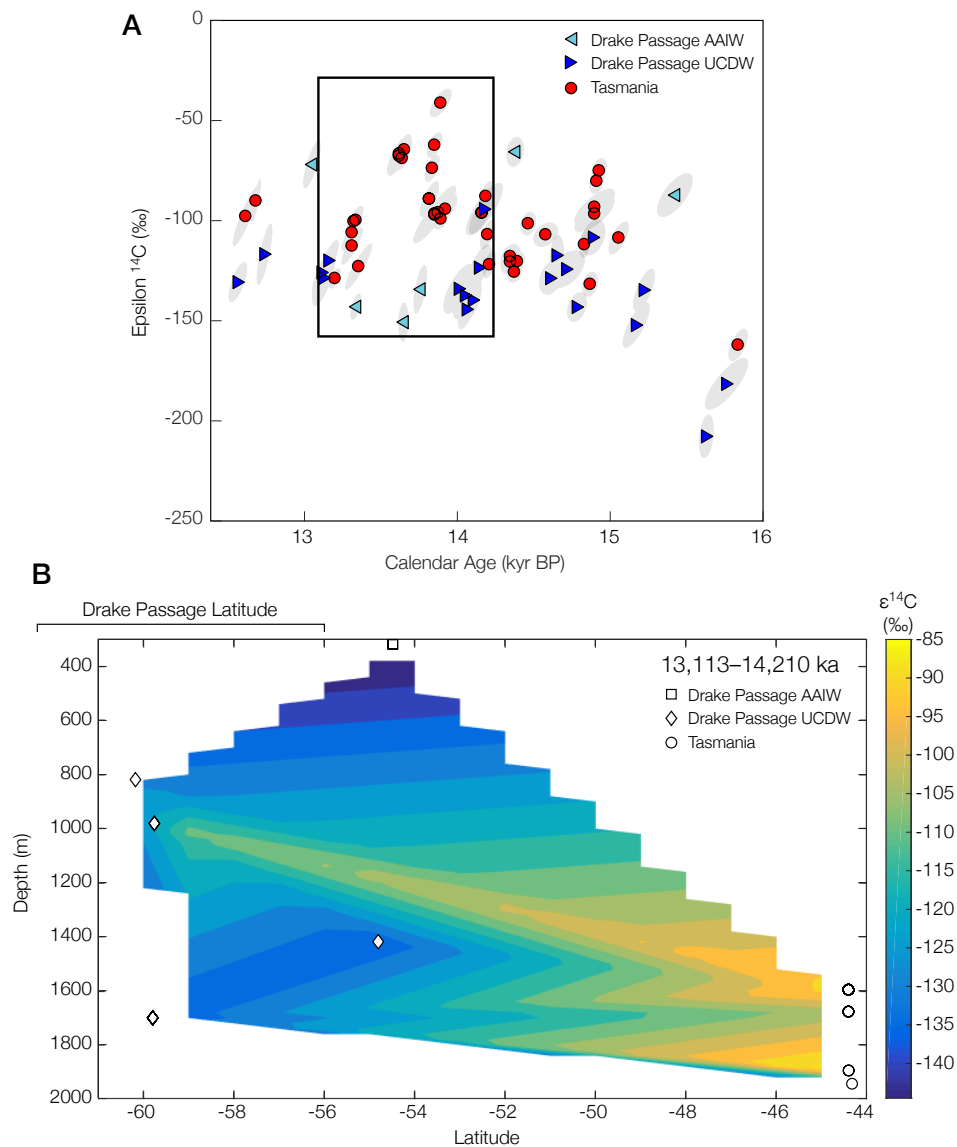 A
0
-50
-100
-150
-200
-250
Epsilon ¹⁴C (‰)
Drake Passage AAIW
Drake Passage UCDW
Tasmania
13
14
15
16
Calendar Age (kyr BP)
B
Drake Passage Latitude
400
600
800
1000
1200
1400
1600
1800
2000
Depth (m)
13,113–14,210 ka
Drake Passage AAIW
Drake Passage UCDW
Tasmania
-60
-58
-56
-54
-52
-50
-48
-46
-44
Latitude
ε¹⁴C
(‰)
-85
-90
-95
-100
-105
-110
-115
-120
-125
-130
-135
-140